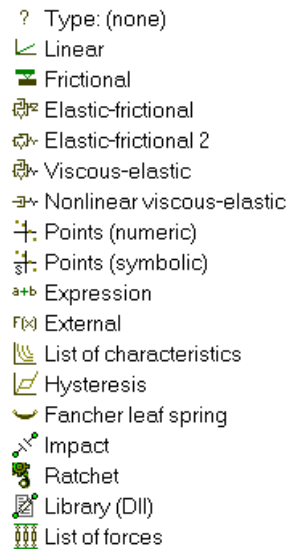 ? Type: (none)
Linear
Frictional
Elastic-frictional
Elastic-frictional 2
Viscous-elastic
Nonlinear viscous-elastic
Points (numeric)
S Points (symbolic)
a+b Expression
F(x) External
List of characteristics
Hysteresis
Fancher leaf spring
Impact
Ratchet
Library (Dll)
List of forces